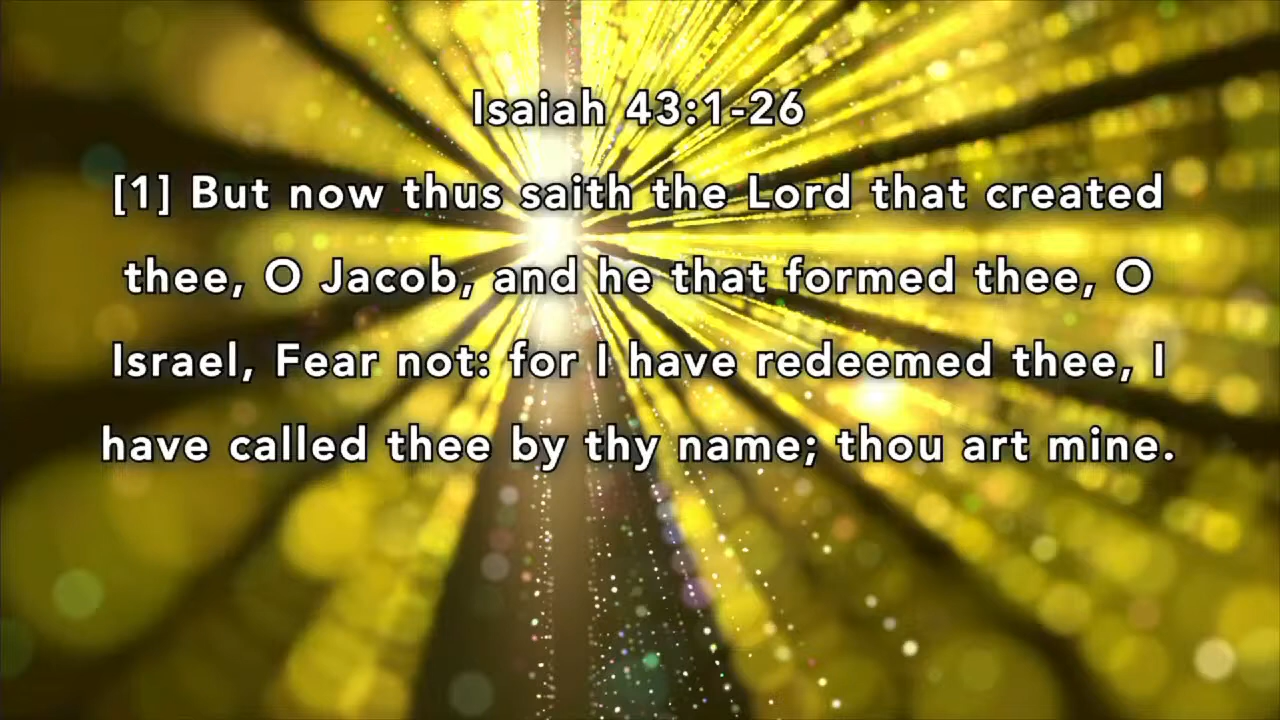 Isaiah 43:1-26
[1] But now thus saith the Lord that created
thee, O Jacob, and he that formed thee, O
Israel, Fear not: for I have redeemed thee, I
have called thee by thy name; thou art mine.